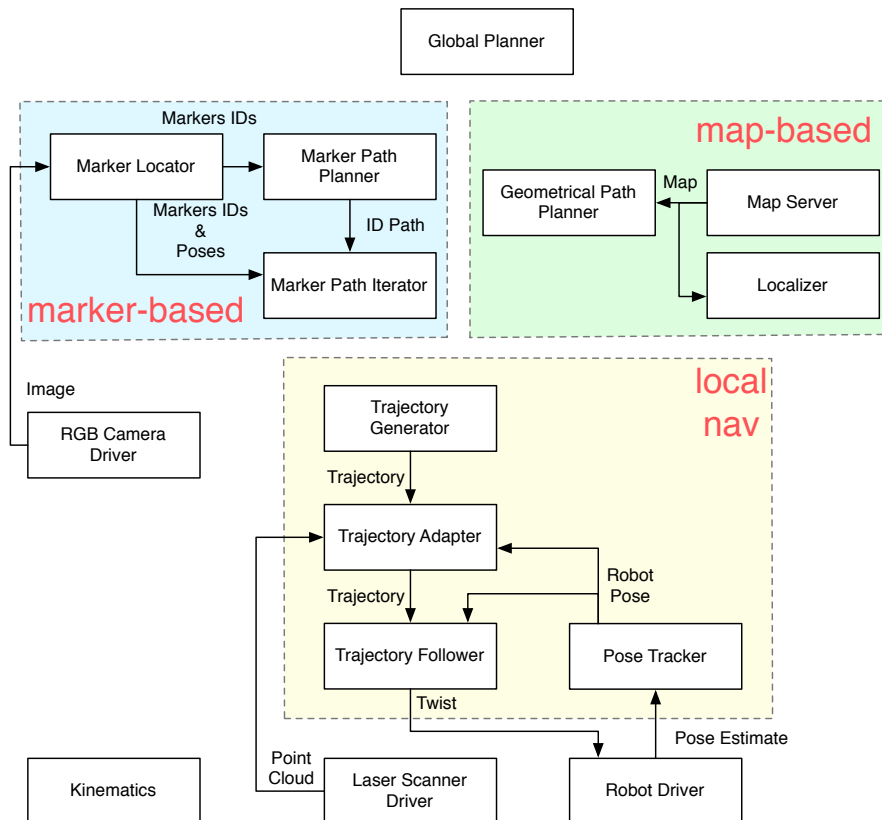 Global Planner
Markers IDs
map-based
Marker Locator
Marker Path
Planner
Geometrical Path
Planner
Map
Map Server
Markers IDs
&
Poses
ID Path
Marker Path Iterator
Localizer
marker-based
local
nav
Image
RGB Camera
Driver
Trajectory
Generator
Trajectory
Trajectory Adapter
Robot
Pose
Trajectory
Trajectory Follower
Pose Tracker
Twist
Pose Estimate
Point
Cloud
Kinematics
Laser Scanner
Driver
Robot Driver